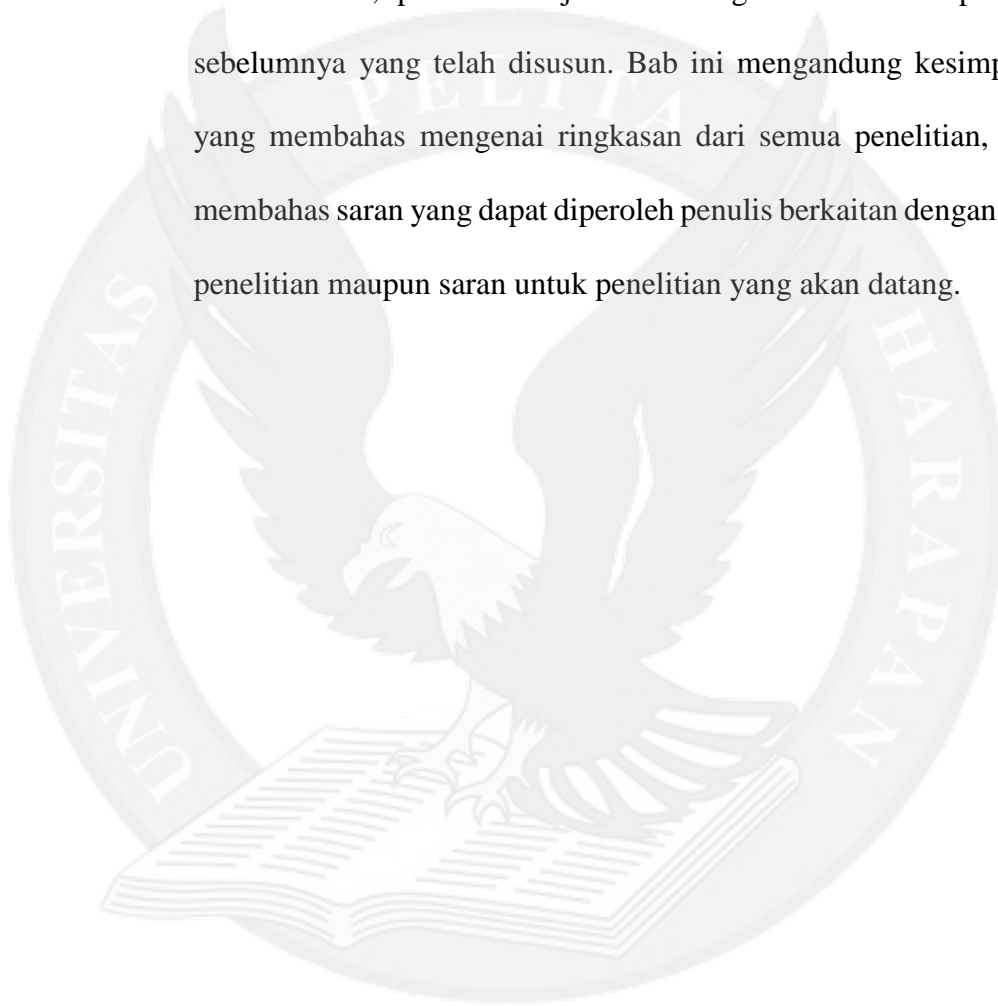 sebelumnya yang telah disusun. Bab ini mengandung
yang membahas mengenai ringkasan dari semua penelitian,
membahas saran yang dapat diperoleh penulis berkaitan dengan
penelitian maupun saran untuk penelitian yang akan datang.
UNIVERSITAS PELITA HARAPAN